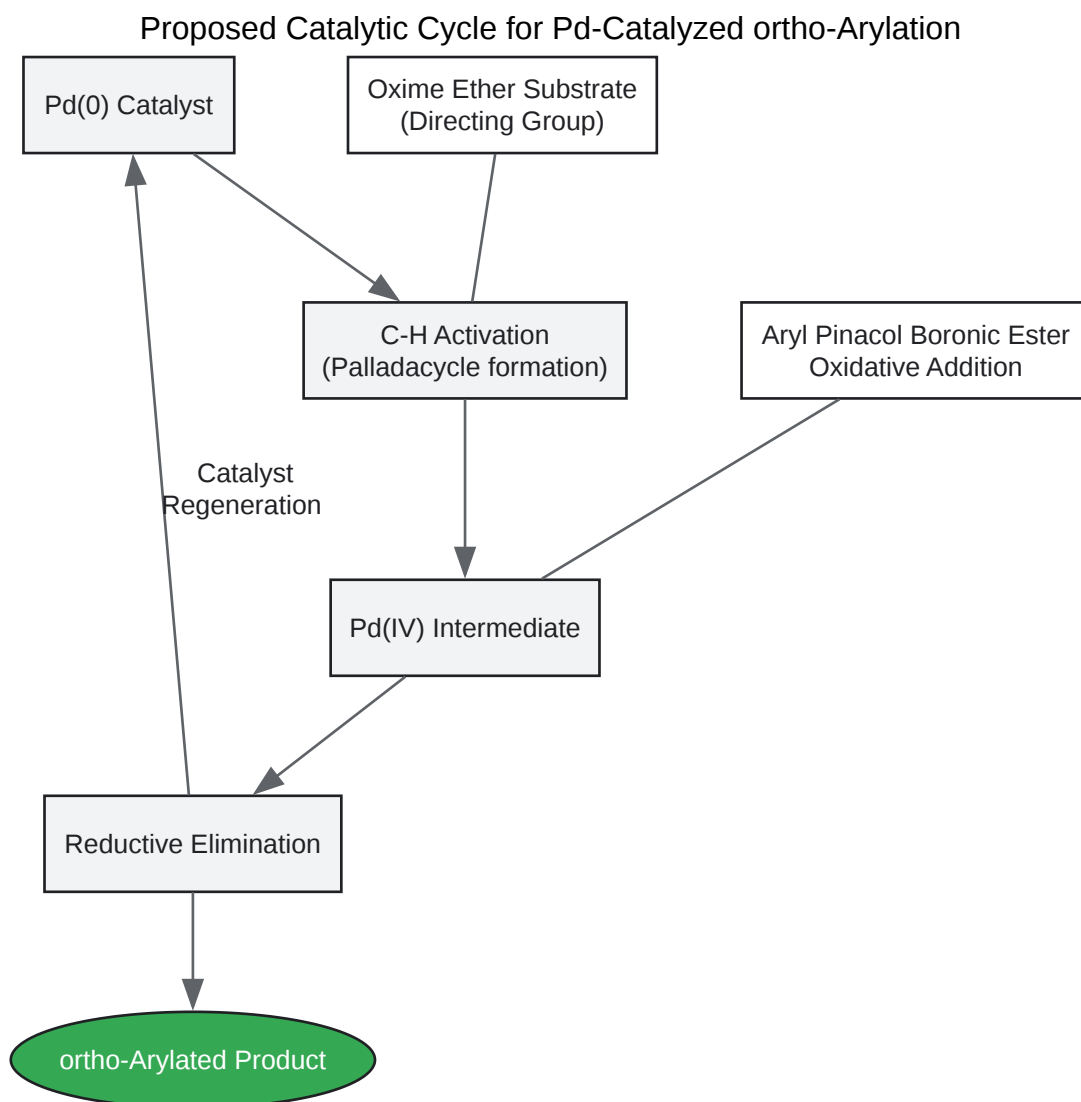 Proposed Catalytic Cycle for Pd-Catalyzed ortho-Arylation
Pd(0) Catalyst
Oxime Ether Substrate
(Directing Group)
C-H Activation
(Palladacycle formation)
Aryl Pinacol Boronic Ester
Oxidative Addition
Catalyst
Regeneration
Pd(IV) Intermediate
Reductive Elimination
ortho-Arylated Product